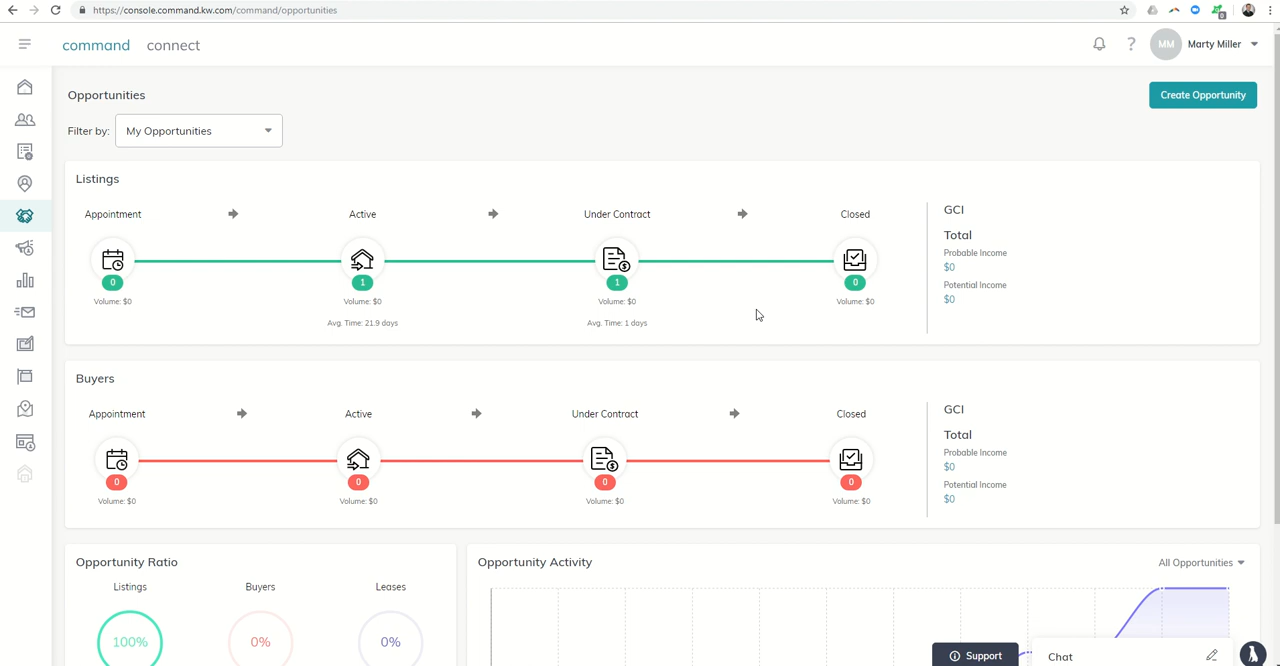 https://console.command.kw.com/command/opportunities
0
command connect
? MM Marty Miller
Opportunities
Create Opportunity
Filter by: My Opportunities
Listings
Appointment Active Under Contract Closed
0 1 1 0
Volume: $0 Volume: $0 Volume: $0 Volume: $0
Avg. Time: 21.9 days Avg. Time: 1 days
GCI
Total
Probable Income
$0
Potential Income
$0
Buyers
Appointment Active Under Contract Closed
0 0 0 0
Volume: $0 Volume: $0 Volume: $0 Volume: $0
GCI
Total
Probable Income
$0
Potential Income
$0
Opportunity Ratio
Listings Buyers Leases
100% 0% 0%
Opportunity Activity
All Opportunities
Support
Chat